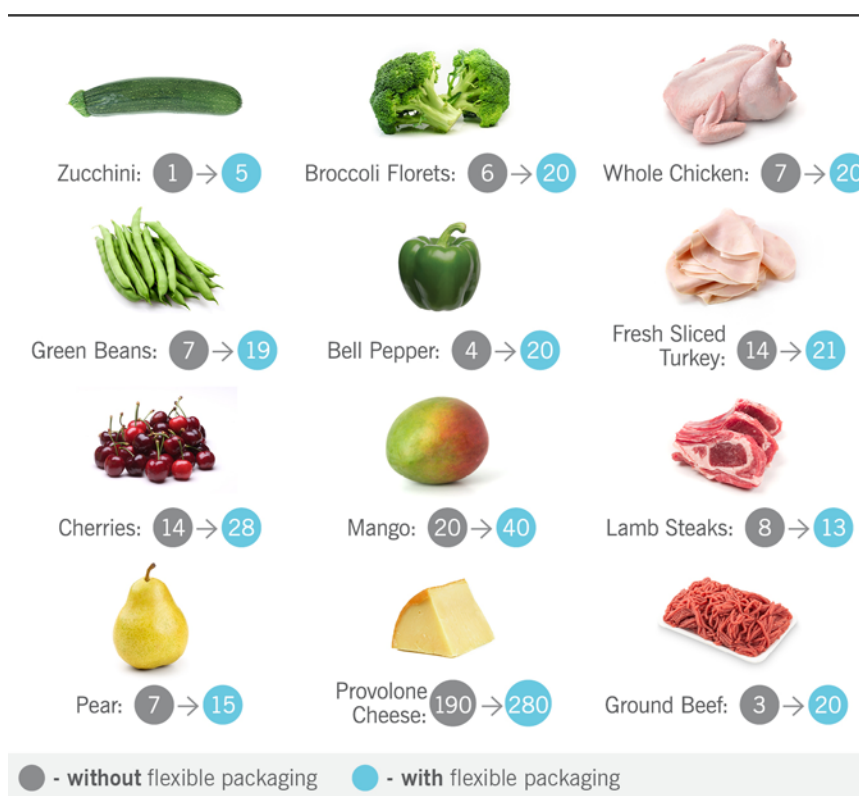 Zucchini: 1 → 5
Broccoli Florets: 6 → 20
Whole Chicken: 7 → 20
Green Beans: 7 → 19
Bell Pepper: 4 → 20
Fresh Sliced
Turkey: 14 → 21
Cherries: 14 → 28
Mango: 20 → 40
Lamb Steaks: 8 → 13
Pear: 7 → 15
Provolone
Cheese: 190 → 280
Ground Beef: 3 → 20
- without flexible packaging
- with flexible packaging